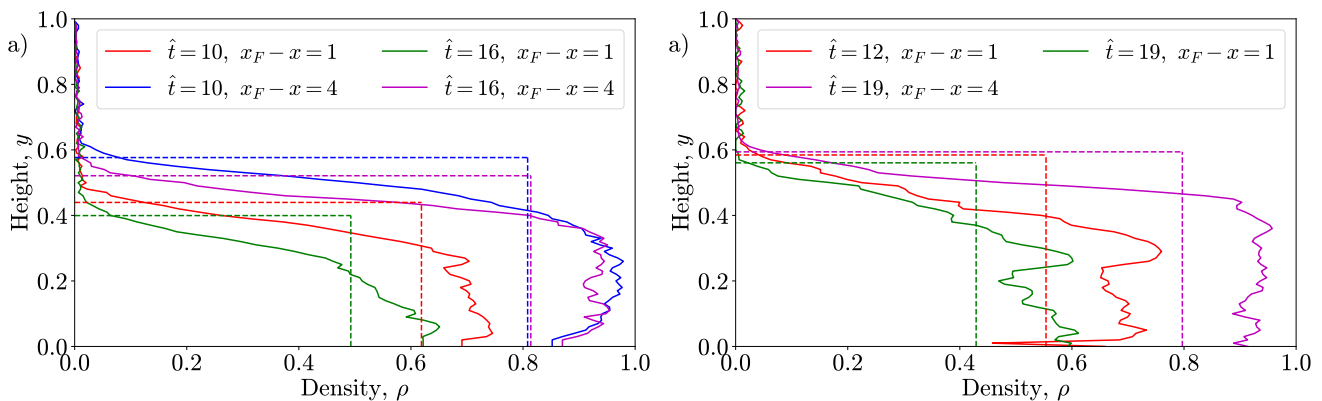 a)
Height, y
1.0
0.8
0.6
0.4
0.2
0.0
t̂ = 10, x_F − x = 1
t̂ = 10, x_F − x = 4
t̂ = 16, x_F − x = 1
t̂ = 16, x_F − x = 4
0.0 0.2 0.4 0.6 0.8 1.0
Density, ρ
a)
Height, y
1.0
0.8
0.6
0.4
0.2
0.0
t̂ = 12, x_F − x = 1
t̂ = 19, x_F − x = 4
t̂ = 19, x_F − x = 1
0.0 0.2 0.4 0.6 0.8 1.0
Density, ρ